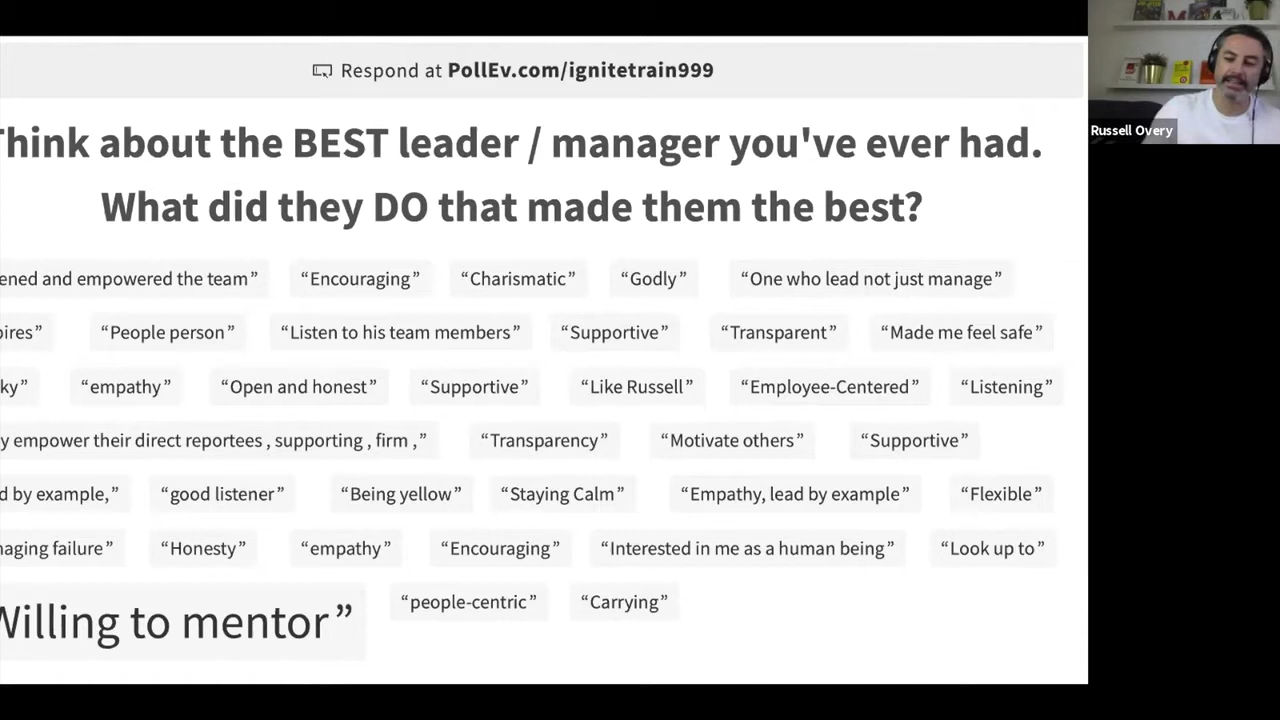 Respond at PollEv.com/ignitetrain999
Think about the BEST leader / manager you've ever had.
What did they DO that made them the best?
and empowered the team” “Encouraging” “Charismatic” “Godly” “One who lead not just manage”
“People person” “Listen to his team members” “Supportive” “Transparent” “Made me feel safe”
“empathy” “Open and honest” “Supportive” “Like Russell” “Employee-Centered” “Listening”
empower their direct reportees , supporting , firm ,” “Transparency” “Motivate others” “Supportive”
by example,” “good listener” “Being yellow” “Staying Calm” “Empathy, lead by example” “Flexible”
failure” “Honesty” “empathy” “Encouraging” “Interested in me as a human being” “Look up to”
Willing to mentor” “people-centric” “Carrying”
Russell Overy